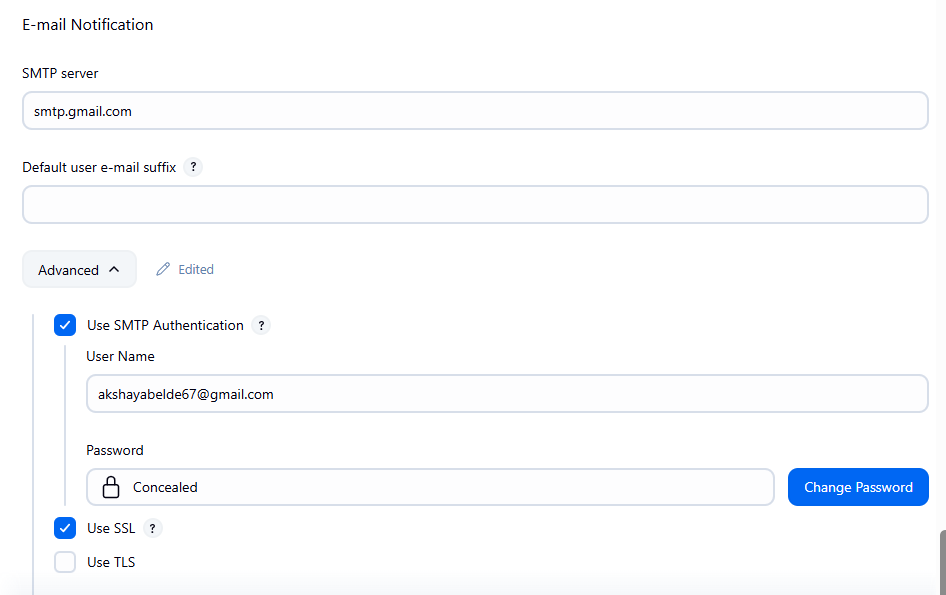 E-mail Notification
SMTP server
smtp.gmail.com
Default user e-mail suffix ?
Advanced Edited
Use SMTP Authentication ?
User Name
akshayabelde67@gmail.com
Password
Concealed Change Password
Use SSL ?
Use TLS